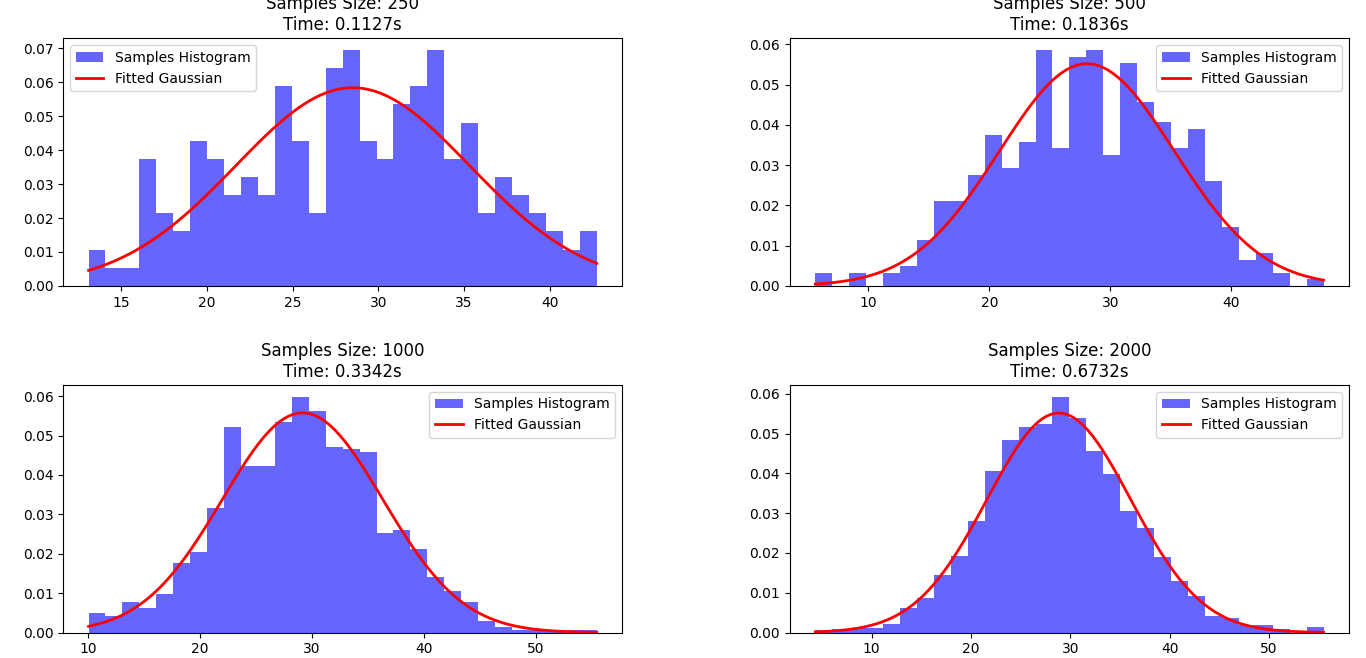 Samples Size: 250
Time: 0.1127s
0.07
0.06
0.05
0.04
0.03
0.02
0.01
0.00
Samples Histogram
Fitted Gaussian
15 20 25 30 35 40
Samples Size: 500
Time: 0.1836s
0.06
0.05
0.04
0.03
0.02
0.01
0.00
Samples Histogram
Fitted Gaussian
10 20 30 40
Samples Size: 1000
Time: 0.3342s
0.06
0.05
0.04
0.03
0.02
0.01
0.00
Samples Histogram
Fitted Gaussian
10 20 30 40 50
Samples Size: 2000
Time: 0.6732s
0.06
0.05
0.04
0.03
0.02
0.01
0.00
Samples Histogram
Fitted Gaussian
10 20 30 40 50